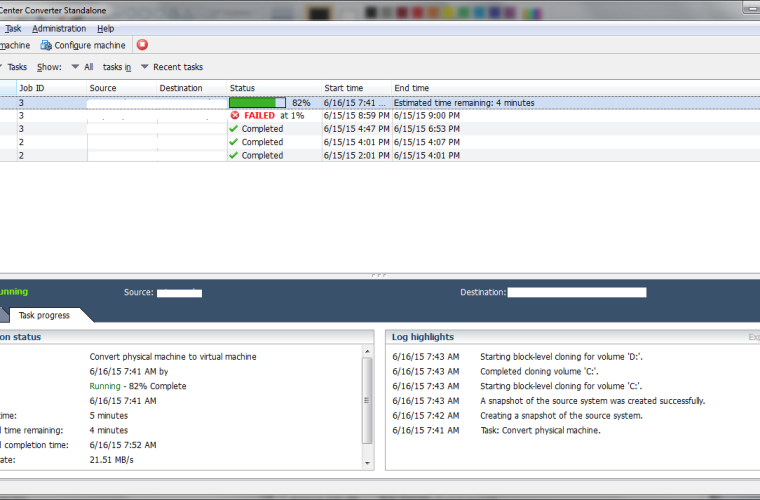 Center Converter Standalone
Task Administration Help
machine Configure machine
Tasks Show: All tasks in Recent tasks
Job ID Source Destination Status Start time End time
3 82% 6/16/15 7:41 ... Estimated time remaining: 4 minutes
3 FAILED at 1% 6/15/15 8:59 PM 6/15/15 9:00 PM
3 Completed 6/15/15 4:47 PM 6/15/15 6:53 PM
2 Completed 6/15/15 4:01 PM 6/15/15 4:07 PM
2 Completed 6/15/15 2:01 PM 6/15/15 4:01 PM
unning Source: Destination:
Task progress
on status
Convert physical machine to virtual machine
6/16/15 7:41 AM by
Running - 82% Complete
6/16/15 7:41 AM
time: 5 minutes
d time remaining: 4 minutes
d completion time: 6/16/15 7:52 AM
ate: 21.51 MB/s
Log highlights Exp
6/16/15 7:43 AM Starting block-level cloning for volume 'D:'.
6/16/15 7:43 AM Completed cloning volume 'C:'.
6/16/15 7:43 AM Starting block-level cloning for volume 'C:'.
6/16/15 7:43 AM A snapshot of the source system was created successfully.
6/16/15 7:42 AM Creating a snapshot of the source system.
6/16/15 7:41 AM Task: Convert physical machine.